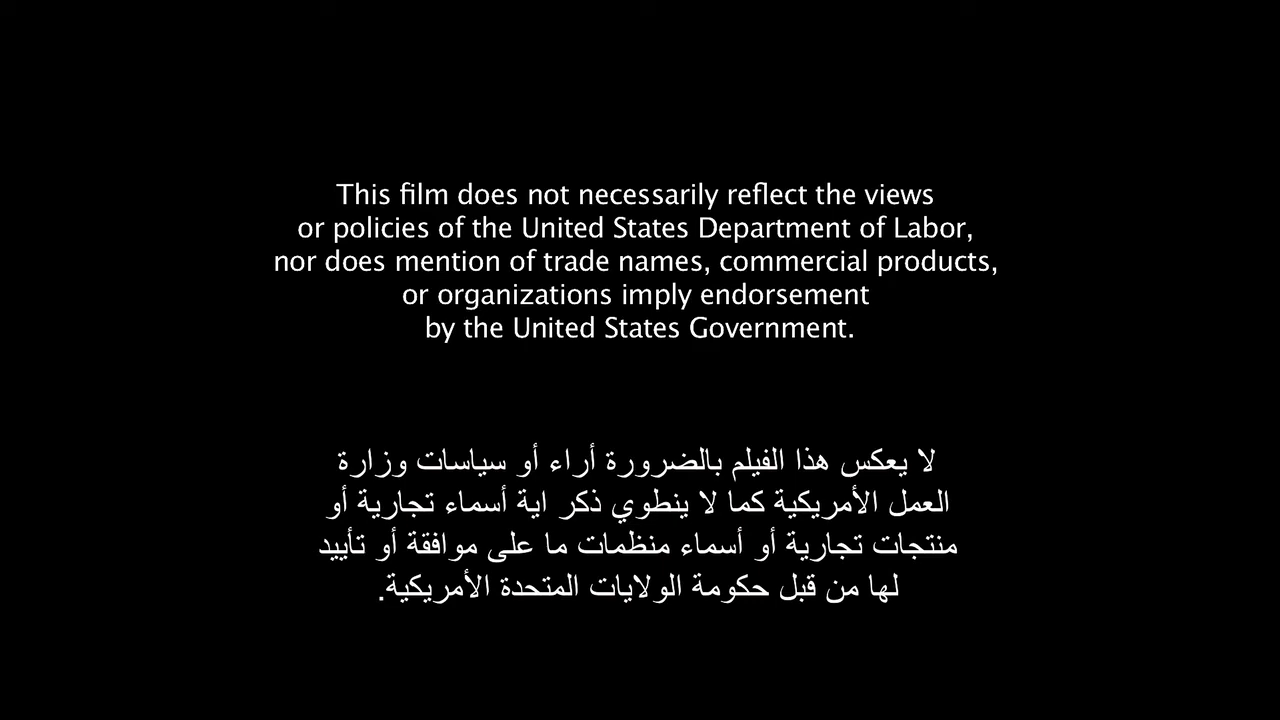 This film does not necessarily reflect the views
or policies of the United States Department of Labor,
nor does mention of trade names, commercial products,
or organizations imply endorsement
by the United States Government.
لا يعكس هذا الفيلم بالضرورة أراء أو سياسات وزارة
العمل الأمريكية كما لا ينطوي ذكر اية أسماء تجارية أو
منتجات تجارية أو أسماء منظمات ما على موافقة أو تأييد
لها من قبل حكومة الولايات المتحدة الأمريكية.